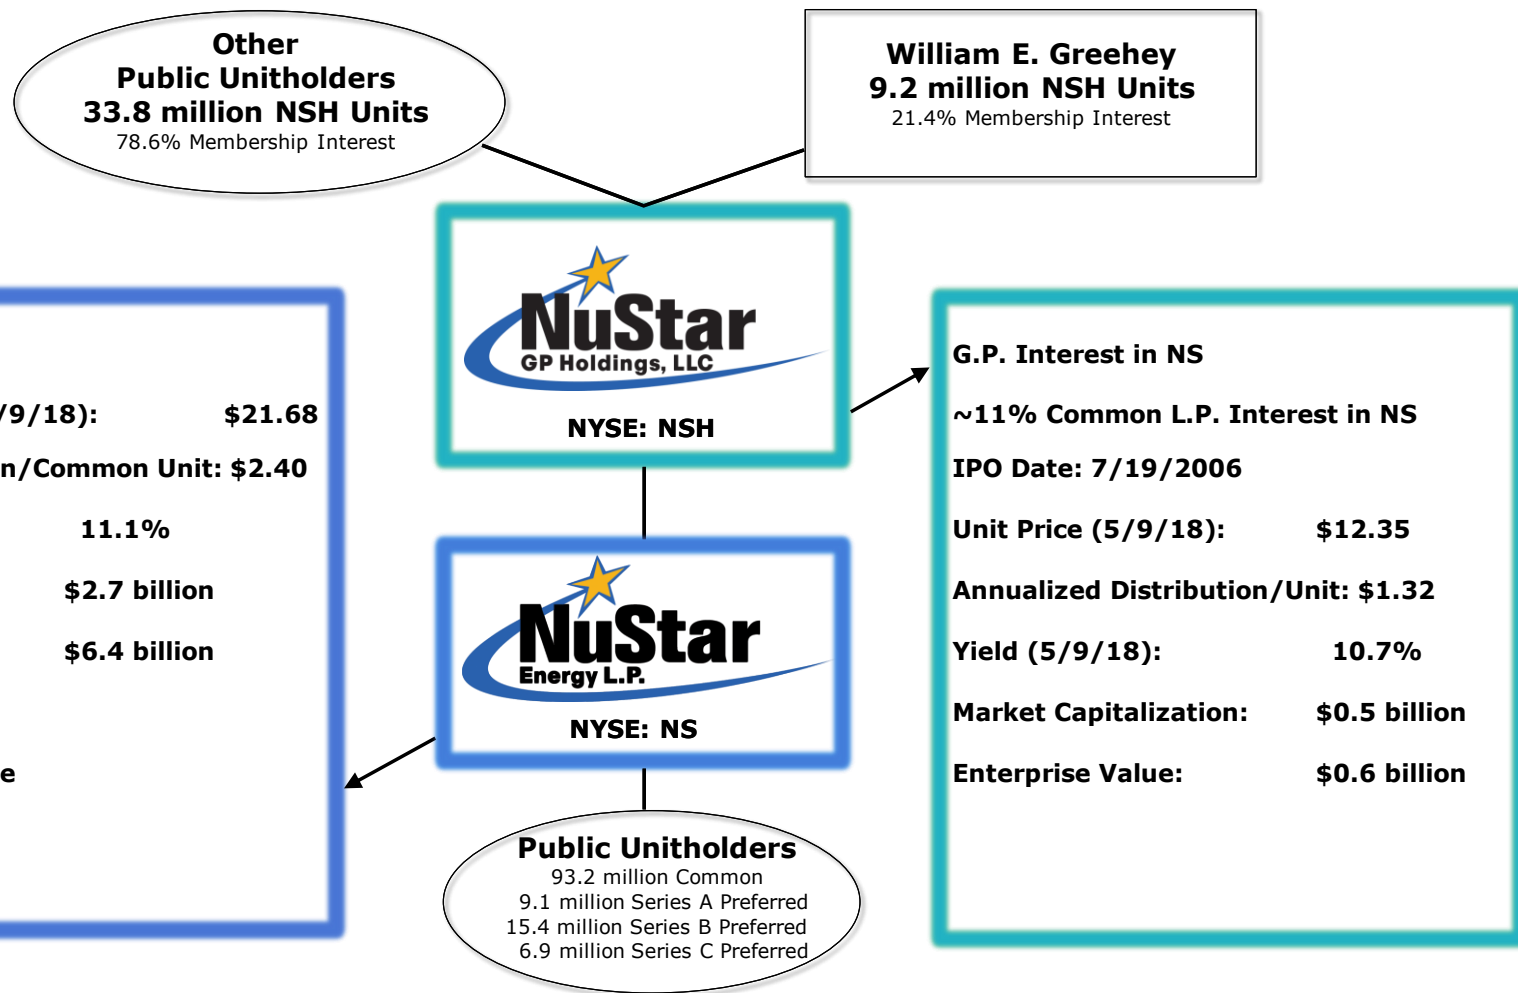 Other
Public Unitholders
33.8 million NSH Units
78.6% Membership Interest
William E. Greehey
9.2 million NSH Units
21.4% Membership Interest
NuStar
GP Holdings, LLC
NYSE: NSH
/9/18): $21.68
n/Common Unit: $2.40
11.1%
$2.7 billion
$6.4 billion
e
G.P. Interest in NS
~11% Common L.P. Interest in NS
IPO Date: 7/19/2006
Unit Price (5/9/18): $12.35
Annualized Distribution/Unit: $1.32
Yield (5/9/18): 10.7%
Market Capitalization: $0.5 billion
Enterprise Value: $0.6 billion
NuStar
Energy L.P.
NYSE: NS
Public Unitholders
93.2 million Common
9.1 million Series A Preferred
15.4 million Series B Preferred
6.9 million Series C Preferred